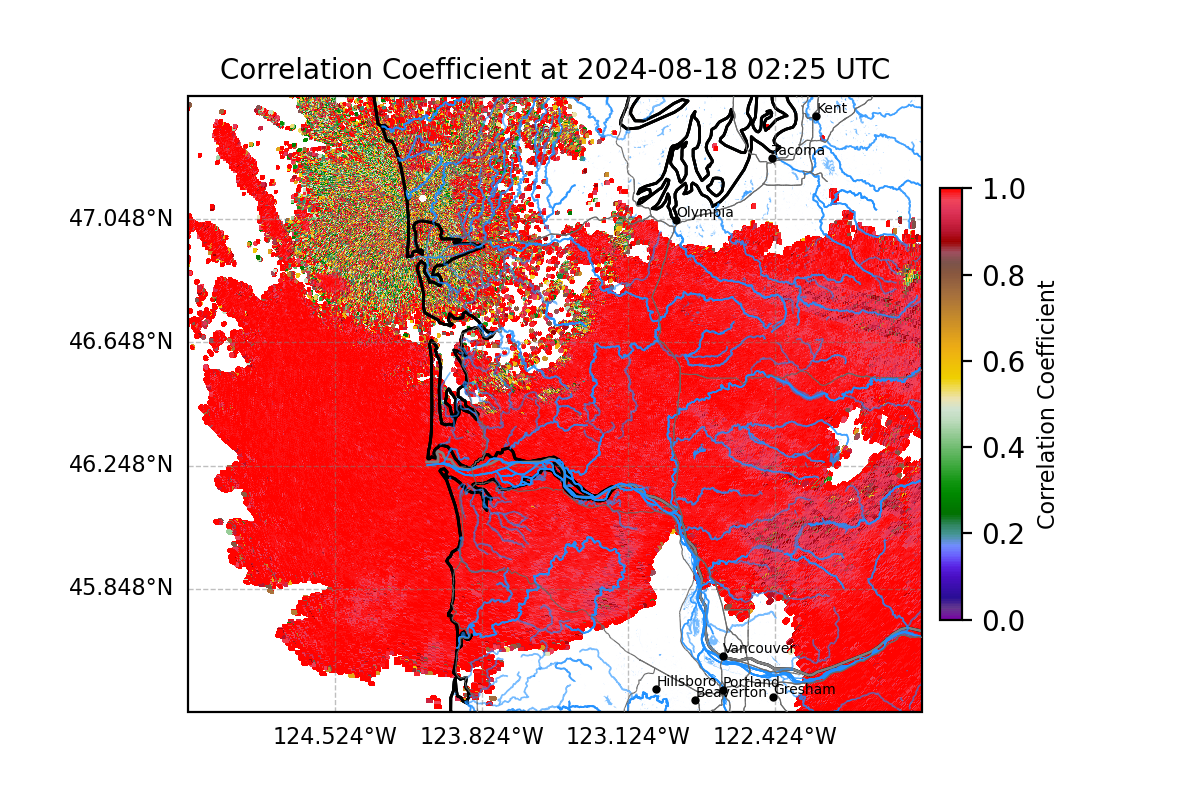 Correlation Coefficient at 2024-08-18 02:25 UTC
Kent
Tacoma
Olympia
Vancouver
Hillsboro
Portland
Beaverton
Gresham
47.048°N
46.648°N
46.248°N
45.848°N
124.524°W
123.824°W
123.124°W
122.424°W
1.0
0.8
0.6
0.4
0.2
0.0
Correlation Coefficient